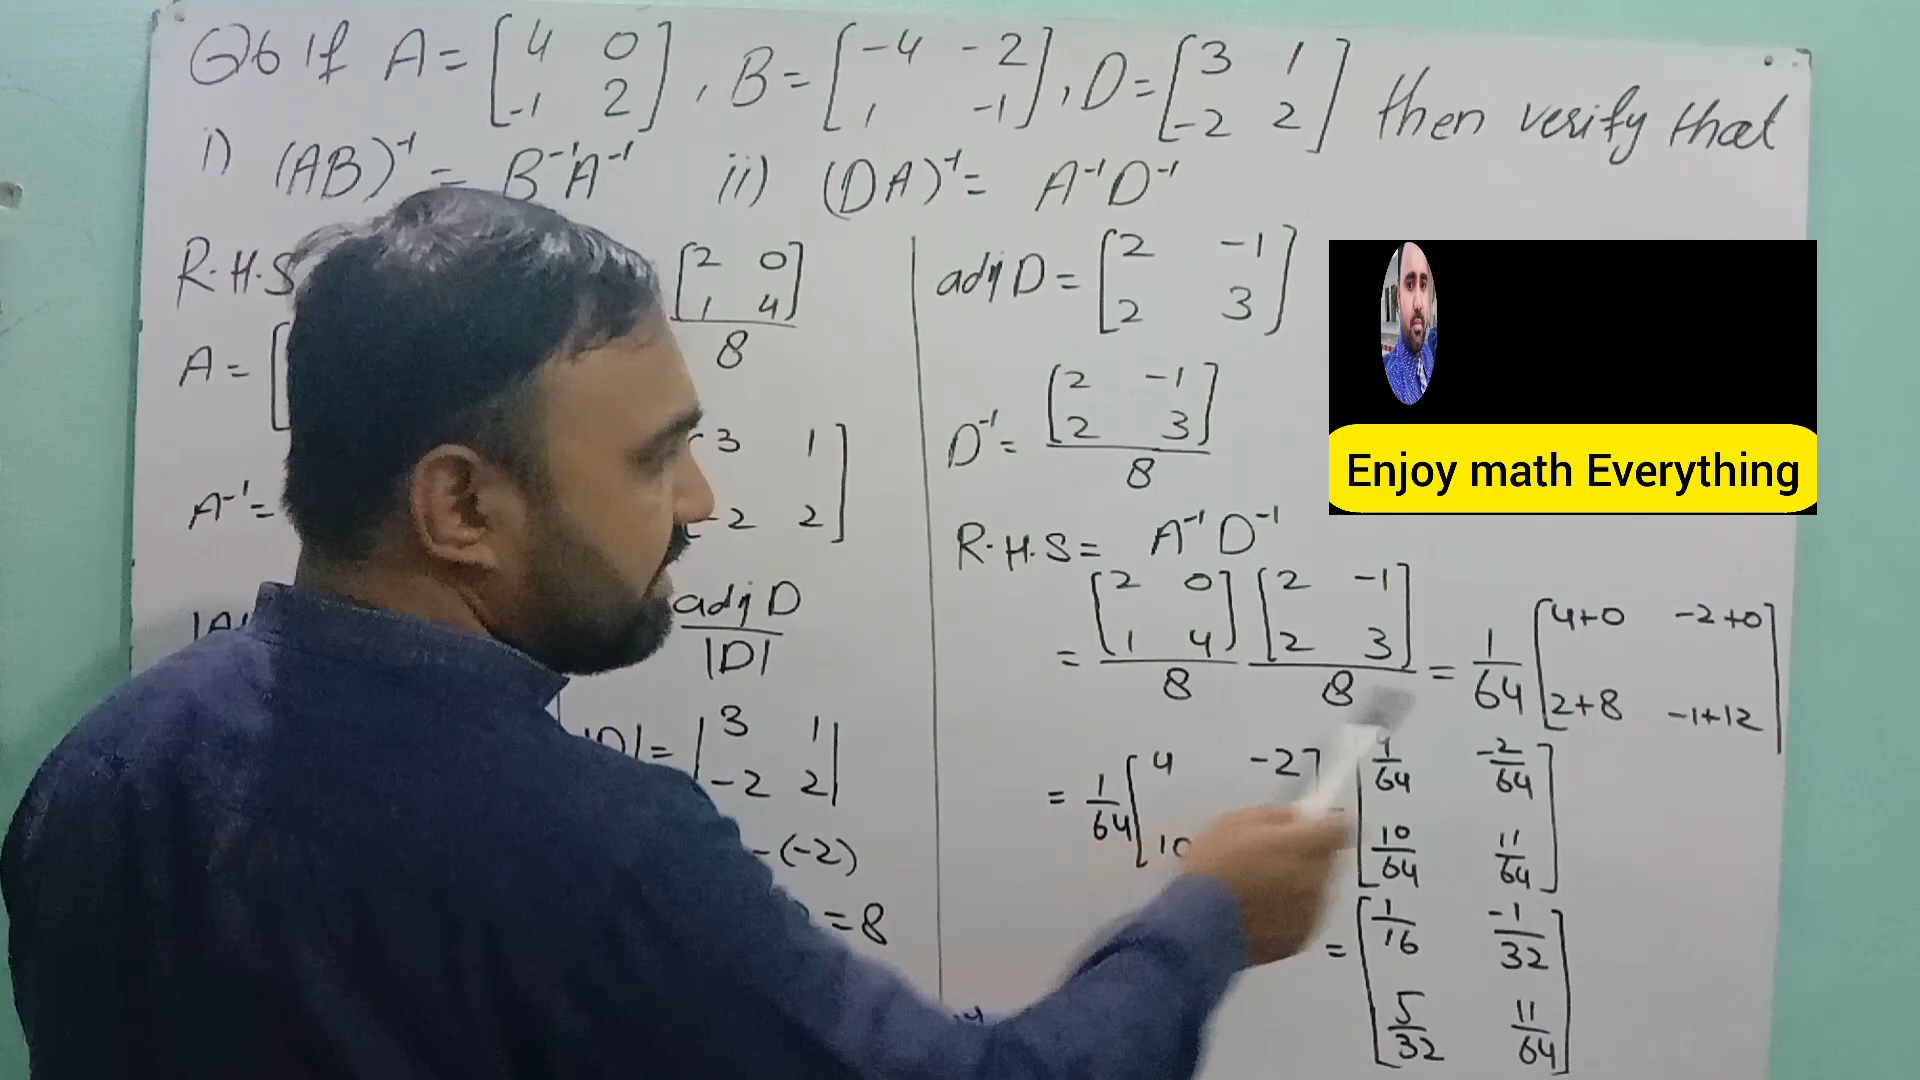 Q6 If A = [4 0 -1 2], B = [-4 -2 1 -1], D = [3 1 -2 2] then verify that
i) (AB)⁻¹ = B⁻¹A⁻¹ ii) (DA)⁻¹ = A⁻¹D⁻¹
R.H.S
A = [
A⁻¹ =
[2 0
1 4]
8
3 1
-2 2]
adj D
|D|
|D| = |3 1
-2 2|
-(-2)
= 8
adj D = [2 -1
2 3]
D⁻¹ = [2 -1
2 3]
8
R.H.S = A⁻¹ D⁻¹
= [2 0 1 4] / 8 [2 -1 2 3] / 8 = 1/64 [4+0 -2+0 2+8 -1+12]
= 1/64 [4 -2] [4/64 -2/64
10 10/64 11/64]
= [1/16 -1/32
5/32 11/64]
Enjoy math Everything